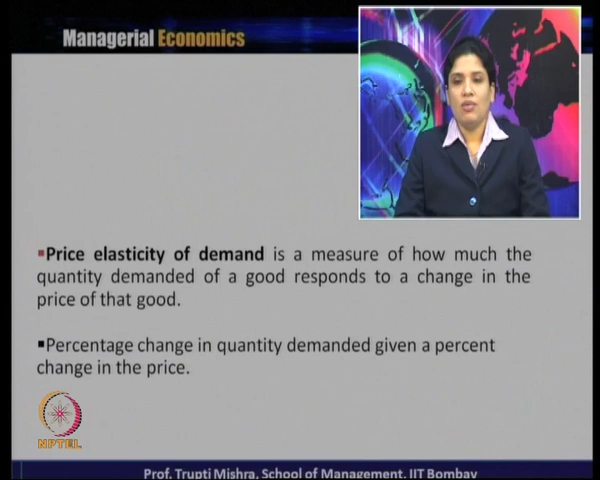 Managerial Economics
▪Price elasticity of demand is a measure of how much the
quantity demanded of a good responds to a change in the
price of that good.
▪Percentage change in quantity demanded given a percent
change in the price.
NPTEL
Prof. Trupti Mishra, School of Management, IIT Bombay